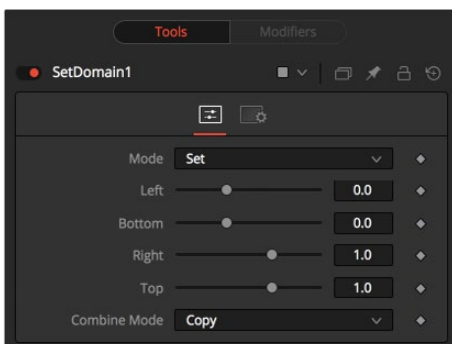 Tools Modifiers
SetDomain1
Mode Set
Left 0.0
Bottom 0.0
Right 1.0
Top 1.0
Combine Mode Copy